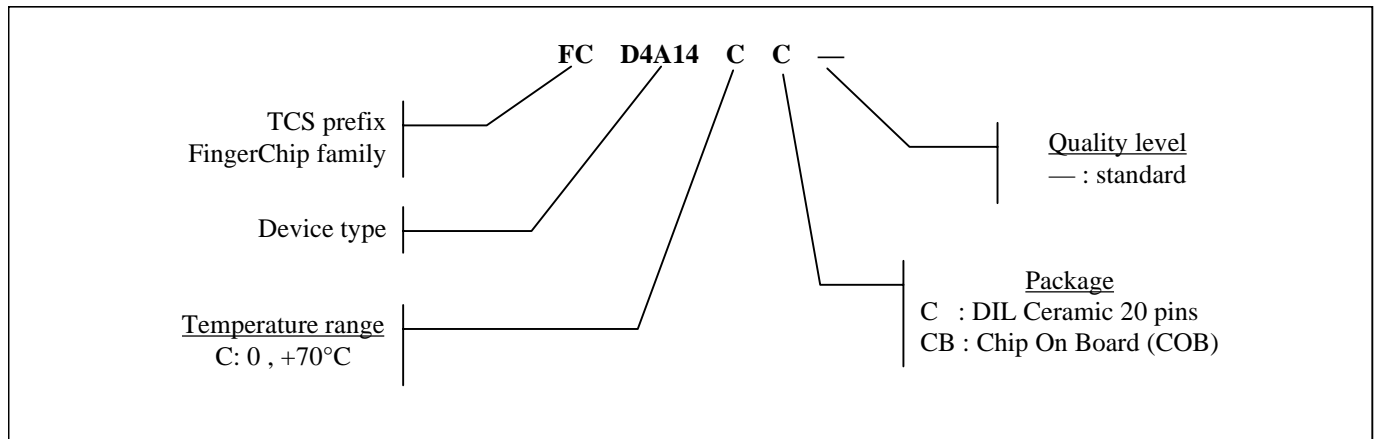 FC D4A14 C C —
TCS prefix
FingerChip family
Device type
Temperature range
C: 0 , +70°C
Quality level
— : standard
Package
C : DIL Ceramic 20 pins
CB : Chip On Board (COB)